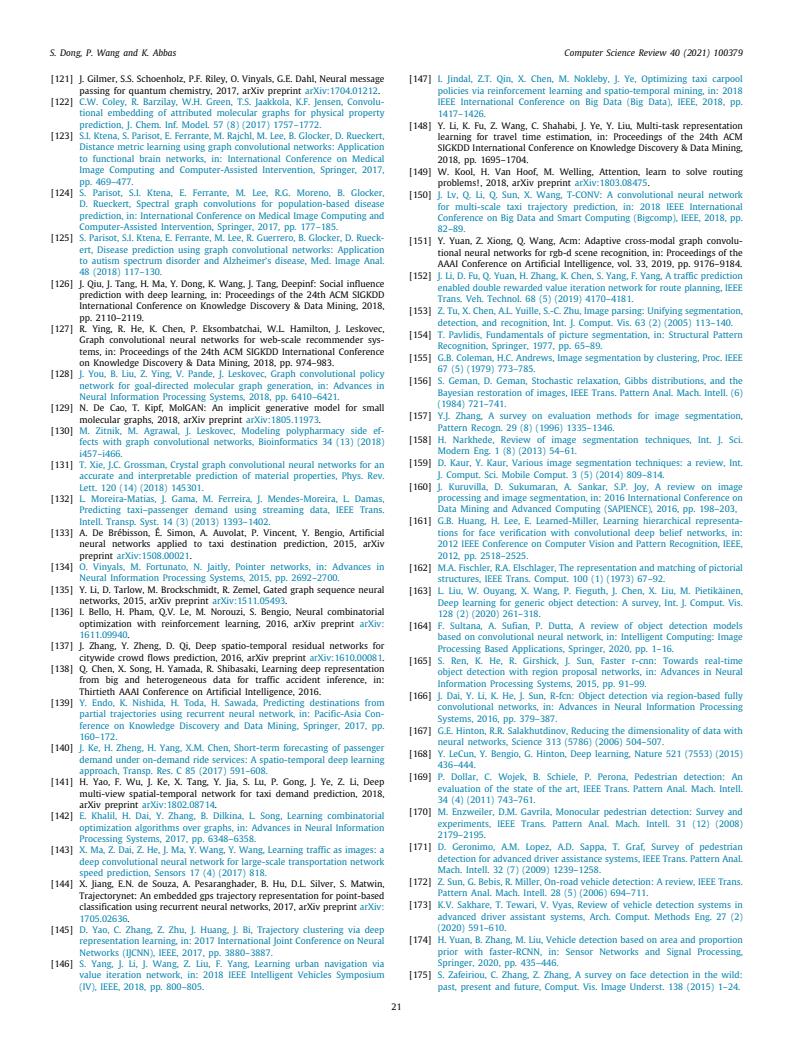 S. Dong, P. Wang and K. Abbas
Computer Science Review 40 (2021) 100379
[121] J. Gilmer, S.S. Schoenholz, P.F. Riley, O. Vinyals, G.E. Dahl, Neural message
passing for quantum chemistry, 2017, arXiv preprint arXiv:1704.01212.
[122] C.W. Coley, R. Barzilay, W.H. Green, T.S. Jaakkola, K.F. Jensen, Convolu-
tional embedding of attributed molecular graphs for physical property
prediction, J. Chem. Inf. Model. 57 (8) (2017) 1757–1772.
[123] S.I. Ktena, S. Parisot, E. Ferrante, M. Rajchl, M. Lee, B. Glocker, D. Rueckert,
Distance metric learning using graph convolutional networks: Application
to functional brain networks, in: International Conference on Medical
Image Computing and Computer-Assisted Intervention, Springer, 2017,
pp. 469–477.
[124] S. Parisot, S.I. Ktena, E. Ferrante, M. Lee, R.G. Moreno, B. Glocker,
D. Rueckert, Spectral graph convolutions for population-based disease
prediction, in: International Conference on Medical Image Computing and
Computer-Assisted Intervention, Springer, 2017, pp. 177–185.
[125] S. Parisot, S.I. Ktena, E. Ferrante, M. Lee, R. Guerrero, B. Glocker, D. Rueck-
ert, Disease prediction using graph convolutional networks: Application
to autism spectrum disorder and Alzheimer's disease, Med. Image Anal.
48 (2018) 117–130.
[126] J. Qiu, J. Tang, H. Ma, Y. Dong, K. Wang, J. Tang, Deepinf: Social influence
prediction with deep learning, in: Proceedings of the 24th ACM SIGKDD
International Conference on Knowledge Discovery & Data Mining, 2018,
pp. 2110–2119.
[127] R. Ying, R. He, K. Chen, P. Eksombatchai, W.L. Hamilton, J. Leskovec,
Graph convolutional neural networks for web-scale recommender sys-
tems, in: Proceedings of the 24th ACM SIGKDD International Conference
on Knowledge Discovery & Data Mining, 2018, pp. 974–983.
[128] J. You, B. Liu, Z. Ying, V. Pande, J. Leskovec, Graph convolutional policy
network for goal-directed molecular graph generation, in: Advances in
Neural Information Processing Systems, 2018, pp. 6410–6421.
[129] N. De Cao, T. Kipf, MolGAN: An implicit generative model for small
molecular graphs, 2018, arXiv preprint arXiv:1805.11973.
[130] M. Zitnik, M. Agrawal, J. Leskovec, Modeling polypharmacy side ef-
fects with graph convolutional networks, Bioinformatics 34 (13) (2018)
i457–i466.
[131] T. Xie, J.C. Grossman, Crystal graph convolutional neural networks for an
accurate and interpretable prediction of material properties, Phys. Rev.
Lett. 120 (14) (2018) 145301.
[132] L. Moreira-Matias, J. Gama, M. Ferreira, J. Mendes-Moreira, L. Damas,
Predicting taxi–passenger demand using streaming data, IEEE Trans.
Intell. Transp. Syst. 14 (3) (2013) 1393–1402.
[133] A. De Brébisson, É. Simon, A. Auvolat, P. Vincent, Y. Bengio, Artificial
neural networks applied to taxi destination prediction, 2015, arXiv
preprint arXiv:1508.00021.
[134] O. Vinyals, M. Fortunato, N. Jaitly, Pointer networks, in: Advances in
Neural Information Processing Systems, 2015, pp. 2692–2700.
[135] Y. Li, D. Tarlow, M. Brockschmidt, R. Zemel, Gated graph sequence neural
networks, 2015, arXiv preprint arXiv:1511.05493.
[136] I. Bello, H. Pham, Q.V. Le, M. Norouzi, S. Bengio, Neural combinatorial
optimization with reinforcement learning, 2016, arXiv preprint arXiv:
1611.09940.
[137] J. Zhang, Y. Zheng, D. Qi, Deep spatio-temporal residual networks for
citywide crowd flows prediction, 2016, arXiv preprint arXiv:1610.00081.
[138] Q. Chen, X. Song, H. Yamada, R. Shibasaki, Learning deep representation
from big and heterogeneous data for traffic accident inference, in:
Thirtieth AAAI Conference on Artificial Intelligence, 2016.
[139] Y. Endo, K. Nishida, H. Toda, H. Sawada, Predicting destinations from
partial trajectories using recurrent neural network, in: Pacific-Asia Con-
ference on Knowledge Discovery and Data Mining, Springer, 2017, pp.
160–172.
[140] J. Ke, H. Zheng, H. Yang, X.M. Chen, Short-term forecasting of passenger
demand under on-demand ride services: A spatio-temporal deep learning
approach, Transp. Res. C 85 (2017) 591–608.
[141] H. Yao, F. Wu, J. Ke, X. Tang, Y. Jia, S. Lu, P. Gong, J. Ye, Z. Li, Deep
multi-view spatial-temporal network for taxi demand prediction, 2018,
arXiv preprint arXiv:1802.08714.
[142] E. Khalil, H. Dai, Y. Zhang, B. Dilkina, L. Song, Learning combinatorial
optimization algorithms over graphs, in: Advances in Neural Information
Processing Systems, 2017, pp. 6348–6358.
[143] X. Ma, Z. Dai, Z. He, J. Ma, Y. Wang, Y. Wang, Learning traffic as images: a
deep convolutional neural network for large-scale transportation network
speed prediction, Sensors 17 (4) (2017) 818.
[144] X. Jiang, E.N. de Souza, A. Pesaranghader, B. Hu, D.L. Silver, S. Matwin,
Trajectorynet: An embedded gps trajectory representation for point-based
classification using recurrent neural networks, 2017, arXiv preprint arXiv:
1705.02636.
[145] D. Yao, C. Zhang, Z. Zhu, J. Huang, J. Bi, Trajectory clustering via deep
representation learning, in: 2017 International Joint Conference on Neural
Networks (IJCNN), IEEE, 2017, pp. 3880–3887.
[146] S. Yang, J. Li, J. Wang, Z. Liu, F. Yang, Learning urban navigation via
value iteration network, in: 2018 IEEE Intelligent Vehicles Symposium
(IV), IEEE, 2018, pp. 800–805.
[147] I. Jindal, Z.T. Qin, X. Chen, M. Nokleby, J. Ye, Optimizing taxi carpool
policies via reinforcement learning and spatio-temporal mining, in: 2018
IEEE International Conference on Big Data (Big Data), IEEE, 2018, pp.
1417–1426.
[148] Y. Li, K. Fu, Z. Wang, C. Shahabi, J. Ye, Y. Liu, Multi-task representation
learning for travel time estimation, in: Proceedings of the 24th ACM
SIGKDD International Conference on Knowledge Discovery & Data Mining,
2018, pp. 1695–1704.
[149] W. Kool, H. Van Hoof, M. Welling, Attention, learn to solve routing
problems!, 2018, arXiv preprint arXiv:1803.08475.
[150] J. Lv, Q. Li, Q. Sun, X. Wang, T-CONV: A convolutional neural network
for multi-scale taxi trajectory prediction, in: 2018 IEEE International
Conference on Big Data and Smart Computing (Bigcomp), IEEE, 2018, pp.
82–89.
[151] Y. Yuan, Z. Xiong, Q. Wang, Acm: Adaptive cross-modal graph convolu-
tional neural networks for rgb-d scene recognition, in: Proceedings of the
AAAI Conference on Artificial Intelligence, vol. 33, 2019, pp. 9176–9184.
[152] J. Li, D. Fu, Q. Yuan, H. Zhang, K. Chen, S. Yang, F. Yang, A traffic prediction
enabled double rewarded value iteration network for route planning, IEEE
Trans. Veh. Technol. 68 (5) (2019) 4170–4181.
[153] Z. Tu, X. Chen, A.L. Yuille, S.-C. Zhu, Image parsing: Unifying segmentation,
detection, and recognition, Int. J. Comput. Vis. 63 (2) (2005) 113–140.
[154] T. Pavlidis, Fundamentals of picture segmentation, in: Structural Pattern
Recognition, Springer, 1977, pp. 65–89.
[155] G.B. Coleman, H.C. Andrews, Image segmentation by clustering, Proc. IEEE
67 (5) (1979) 773–785.
[156] S. Geman, D. Geman, Stochastic relaxation, Gibbs distributions, and the
Bayesian restoration of images, IEEE Trans. Pattern Anal. Mach. Intell. (6)
(1984) 721–741.
[157] Y.J. Zhang, A survey on evaluation methods for image segmentation,
Pattern Recogn. 29 (8) (1996) 1335–1346.
[158] H. Narkhede, Review of image segmentation techniques, Int. J. Sci.
Modern Eng. 1 (8) (2013) 54–61.
[159] D. Kaur, Y. Kaur, Various image segmentation techniques: a review, Int.
J. Comput. Sci. Mobile Comput. 3 (5) (2014) 809–814.
[160] J. Kuruvilla, D. Sukumaran, A. Sankar, S.P. Joy, A review on image
processing and image segmentation, in: 2016 International Conference on
Data Mining and Advanced Computing (SAPIENCE), 2016, pp. 198–203,
[161] G.B. Huang, H. Lee, E. Learned-Miller, Learning hierarchical representa-
tions for face verification with convolutional deep belief networks, in:
2012 IEEE Conference on Computer Vision and Pattern Recognition, IEEE,
2012, pp. 2518–2525.
[162] M.A. Fischler, R.A. Elschlager, The representation and matching of pictorial
structures, IEEE Trans. Comput. 100 (1) (1973) 67–92.
[163] L. Liu, W. Ouyang, X. Wang, P. Fieguth, J. Chen, X. Liu, M. Pietikäinen,
Deep learning for generic object detection: A survey, Int. J. Comput. Vis.
128 (2) (2020) 261–318.
[164] F. Sultana, A. Sufian, P. Dutta, A review of object detection models
based on convolutional neural network, in: Intelligent Computing: Image
Processing Based Applications, Springer, 2020, pp. 1–16.
[165] S. Ren, K. He, R. Girshick, J. Sun, Faster r-cnn: Towards real-time
object detection with region proposal networks, in: Advances in Neural
Information Processing Systems, 2015, pp. 91–99.
[166] J. Dai, Y. Li, K. He, J. Sun, R-fcn: Object detection via region-based fully
convolutional networks, in: Advances in Neural Information Processing
Systems, 2016, pp. 379–387.
[167] G.E. Hinton, R.R. Salakhutdinov, Reducing the dimensionality of data with
neural networks, Science 313 (5786) (2006) 504–507.
[168] Y. LeCun, Y. Bengio, G. Hinton, Deep learning, Nature 521 (7553) (2015)
436–444.
[169] P. Dollar, C. Wojek, B. Schiele, P. Perona, Pedestrian detection: An
evaluation of the state of the art, IEEE Trans. Pattern Anal. Mach. Intell.
34 (4) (2011) 743–761.
[170] M. Enzweiler, D.M. Gavrila, Monocular pedestrian detection: Survey and
experiments, IEEE Trans. Pattern Anal. Mach. Intell. 31 (12) (2008)
2179–2195.
[171] D. Geronimo, A.M. Lopez, A.D. Sappa, T. Graf, Survey of pedestrian
detection for advanced driver assistance systems, IEEE Trans. Pattern Anal.
Mach. Intell. 32 (7) (2009) 1239–1258.
[172] Z. Sun, G. Bebis, R. Miller, On-road vehicle detection: A review, IEEE Trans.
Pattern Anal. Mach. Intell. 28 (5) (2006) 694–711.
[173] K.V. Sakhare, T. Tewari, V. Vyas, Review of vehicle detection systems in
advanced driver assistant systems, Arch. Comput. Methods Eng. 27 (2)
(2020) 591–610.
[174] H. Yuan, B. Zhang, M. Liu, Vehicle detection based on area and proportion
prior with faster-RCNN, in: Sensor Networks and Signal Processing,
Springer, 2020, pp. 435–446.
[175] S. Zafeiriou, C. Zhang, Z. Zhang, A survey on face detection in the wild:
past, present and future, Comput. Vis. Image Underst. 138 (2015) 1–24.
21